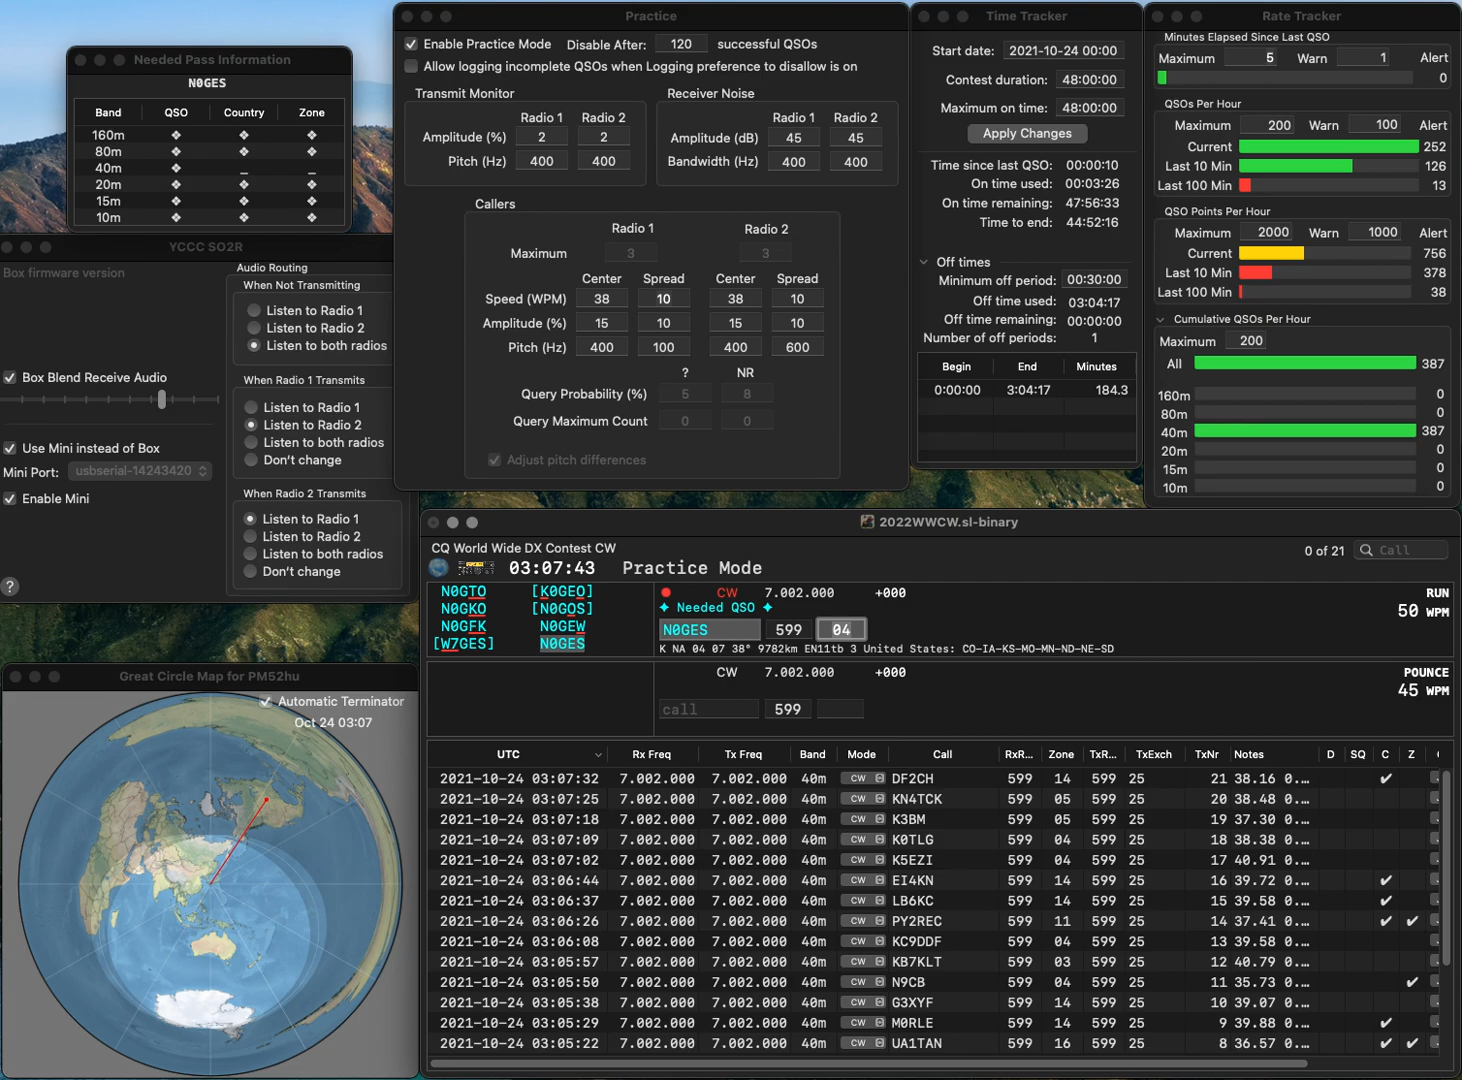 Needed Pass Information
N0GES
Band QSO Country Zone
160m ❖ ❖ ❖
80m ❖ ❖ ❖
40m ❖ _ _
20m ❖ ❖ ❖
15m ❖ ❖ ❖
10m ❖ ❖ ❖
YCCC SO2R
Box firmware version
Box Blend Receive Audio
Use Mini instead of Box
Mini Port: usbserial-14243420
Enable Mini
?
Audio Routing
When Not Transmitting
Listen to Radio 1
Listen to Radio 2
Listen to both radios
When Radio 1 Transmits
Listen to Radio 1
Listen to Radio 2
Listen to both radios
Don't change
When Radio 2 Transmits
Listen to Radio 1
Listen to Radio 2
Listen to both radios
Don't change
Practice
Enable Practice Mode Disable After: 120 successful QSOs
Allow logging incomplete QSOs when Logging preference to disallow is on
Transmit Monitor
Radio 1 Radio 2
Amplitude (%) 2 2
Pitch (Hz) 400 400
Receiver Noise
Radio 1 Radio 2
Amplitude (dB) 45 45
Bandwidth (Hz) 400 400
Callers
Radio 1 Radio 2
Maximum 3 3
Center Spread Center Spread
Speed (WPM) 38 10 38 10
Amplitude (%) 15 10 15 10
Pitch (Hz) 400 100 400 600
? NR
Query Probability (%) 5 8
Query Maximum Count 0 0
Adjust pitch differences
Time Tracker
Start date: 2021-10-24 00:00
Contest duration: 48:00:00
Maximum on time: 48:00:00
Apply Changes
Time since last QSO: 00:00:10
On time used: 00:03:26
On time remaining: 47:56:33
Time to end: 44:52:16
Off times
Minimum off period: 00:30:00
Off time used: 03:04:17
Off time remaining: 00:00:00
Number of off periods: 1
Begin End Minutes
0:00:00 3:04:17 184.3
Rate Tracker
Minutes Elapsed Since Last QSO
Maximum 5 Warn 1 Alert
0
QSOs Per Hour
Maximum 200 Warn 100 Alert
Current 252
Last 10 Min 126
Last 100 Min 13
QSO Points Per Hour
Maximum 2000 Warn 1000 Alert
Current 756
Last 10 Min 378
Last 100 Min 38
Cumulative QSOs Per Hour
Maximum 200
All 387
160m 0
80m 0
40m 387
20m 0
15m 0
10m 0
Great Circle Map for PM52hu
Automatic Terminator
Oct 24 03:07
2022WWCW.sl-binary
CQ World Wide DX Contest CW
0 of 21 Call
03:07:43 Practice Mode
N0GTO [K0GEO]
N0GKO [N0GOS]
N0GFK N0GEW
[W7GES] N0GES
CW 7.002.000 +000 RUN
✦ Needed QSO ✦ 50 WPM
N0GES 599 04
K NA 04 07 38° 9782km EN11tb 3 United States: CO-IA-KS-MO-MN-ND-NE-SD
CW 7.002.000 +000 POUNCE
45 WPM
call 599
UTC Rx Freq Tx Freq Band Mode Call RxR... Zone TxR... TxExch TxNr Notes D SQ C Z
2021-10-24 03:07:32 7.002.000 7.002.000 40m CW DF2CH 599 14 599 25 21 38.16 0.... ✔
2021-10-24 03:07:25 7.002.000 7.002.000 40m CW KN4TCK 599 05 599 25 20 38.48 0....
2021-10-24 03:07:18 7.002.000 7.002.000 40m CW K3BM 599 05 599 25 19 37.30 0....
2021-10-24 03:07:09 7.002.000 7.002.000 40m CW K0TLG 599 04 599 25 18 38.38 0....
2021-10-24 03:07:02 7.002.000 7.002.000 40m CW K5EZI 599 04 599 25 17 40.91 0....
2021-10-24 03:06:44 7.002.000 7.002.000 40m CW EI4KN 599 14 599 25 16 39.72 0.... ✔
2021-10-24 03:06:37 7.002.000 7.002.000 40m CW LB6KC 599 14 599 25 15 39.58 0.... ✔
2021-10-24 03:06:26 7.002.000 7.002.000 40m CW PY2REC 599 11 599 25 14 37.41 0.... ✔ ✔
2021-10-24 03:06:08 7.002.000 7.002.000 40m CW KC9DDF 599 04 599 25 13 39.58 0....
2021-10-24 03:05:57 7.002.000 7.002.000 40m CW KB7KLT 599 03 599 25 12 40.79 0....
2021-10-24 03:05:50 7.002.000 7.002.000 40m CW N9CB 599 04 599 25 11 35.73 0.... ✔
2021-10-24 03:05:38 7.002.000 7.002.000 40m CW G3XYF 599 14 599 25 10 39.07 0....
2021-10-24 03:05:29 7.002.000 7.002.000 40m CW M0RLE 599 14 599 25 9 39.88 0.... ✔
2021-10-24 03:05:22 7.002.000 7.002.000 40m CW UA1TAN 599 16 599 25 8 36.57 0.... ✔ ✔